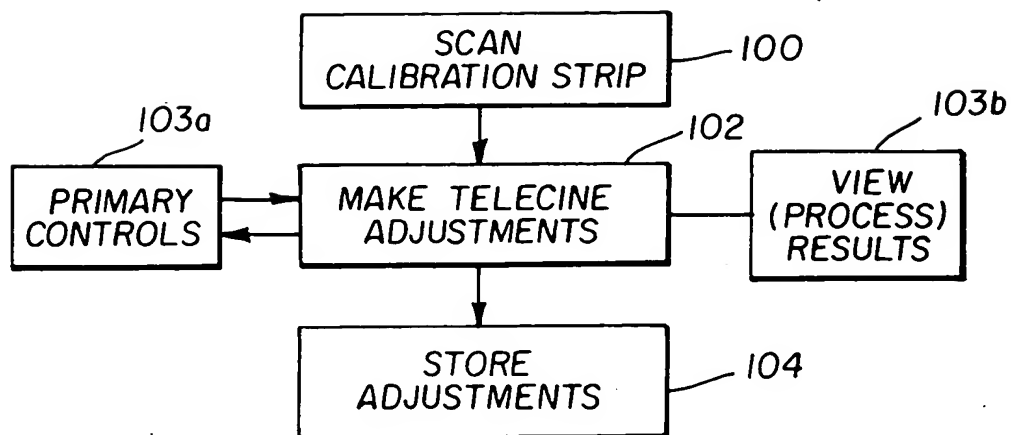 SCAN
CALIBRATION STRIP
100
103a
102
103b
PRIMARY
CONTROLS
MAKE TELECINE
ADJUSTMENTS
VIEW
(PROCESS)
RESULTS
STORE
ADJUSTMENTS
104